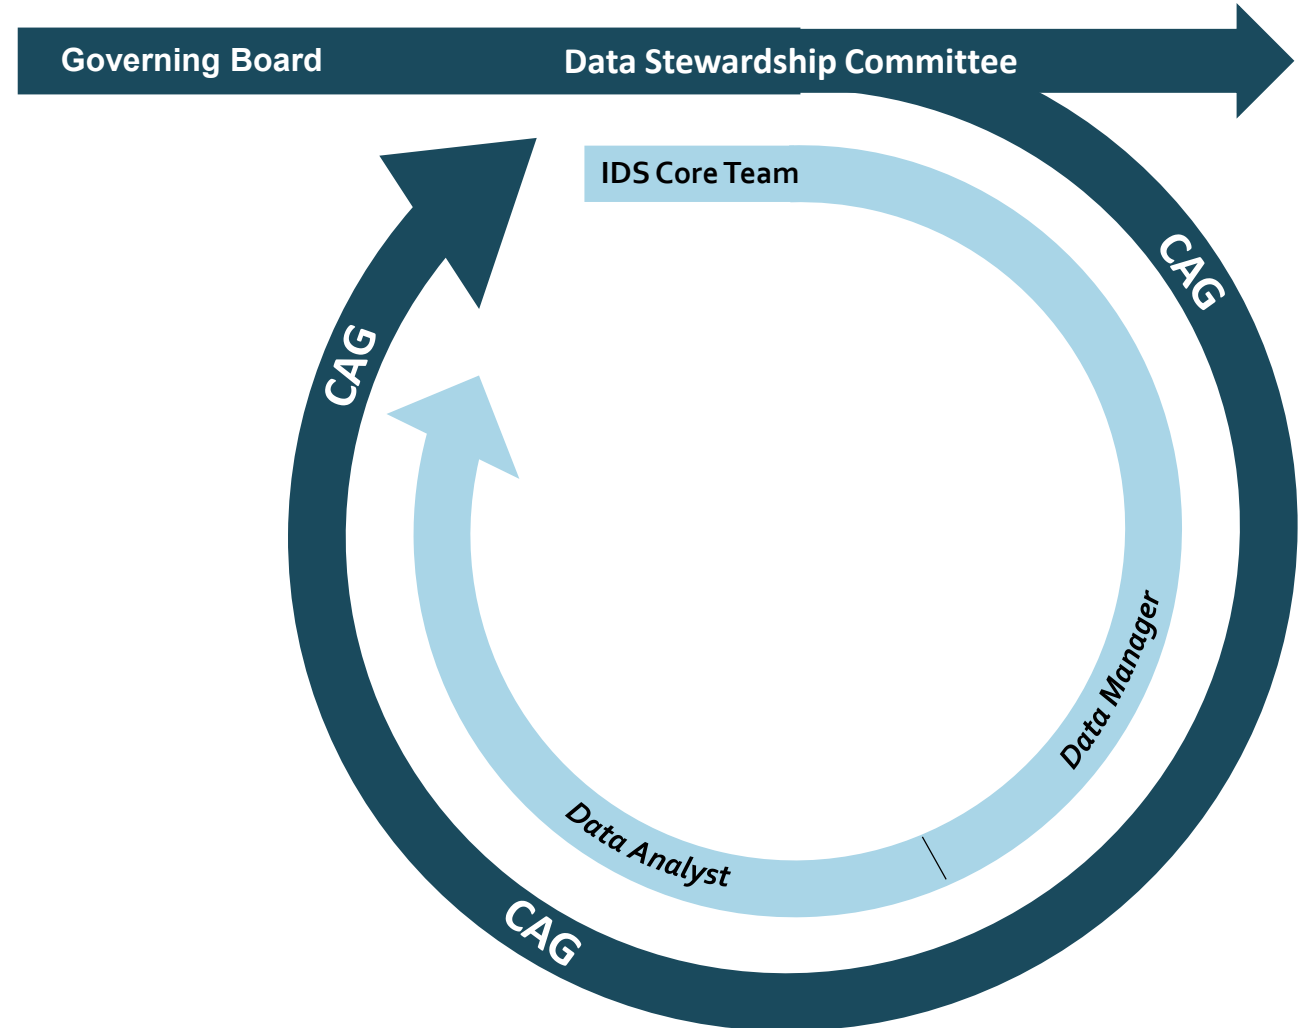 Governing Board
Data Stewardship Committee
IDS Core Team
CAG
CAG
Data Manager
Data Analyst
CAG